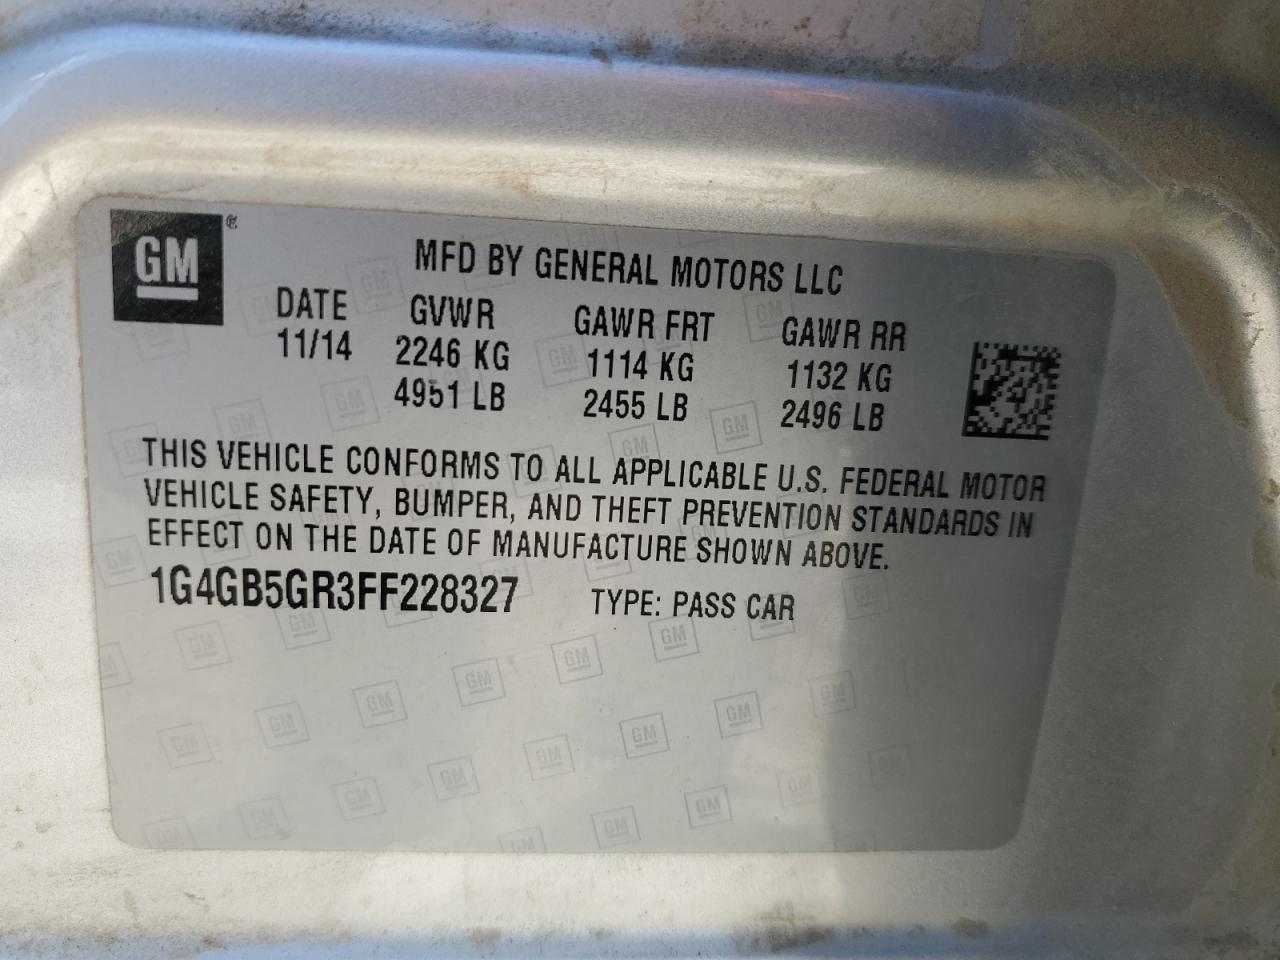 GM®
MFD BY GENERAL MOTORS LLC
DATE GVWR GAWR FRT GAWR RR
11/14 2246 KG 1114 KG 1132 KG
4951 LB 2455 LB 2496 LB
THIS VEHICLE CONFORMS TO ALL APPLICABLE U.S. FEDERAL MOTOR
VEHICLE SAFETY, BUMPER, AND THEFT PREVENTION STANDARDS IN
EFFECT ON THE DATE OF MANUFACTURE SHOWN ABOVE.
1G4GB5GR3FF228327 TYPE: PASS CAR